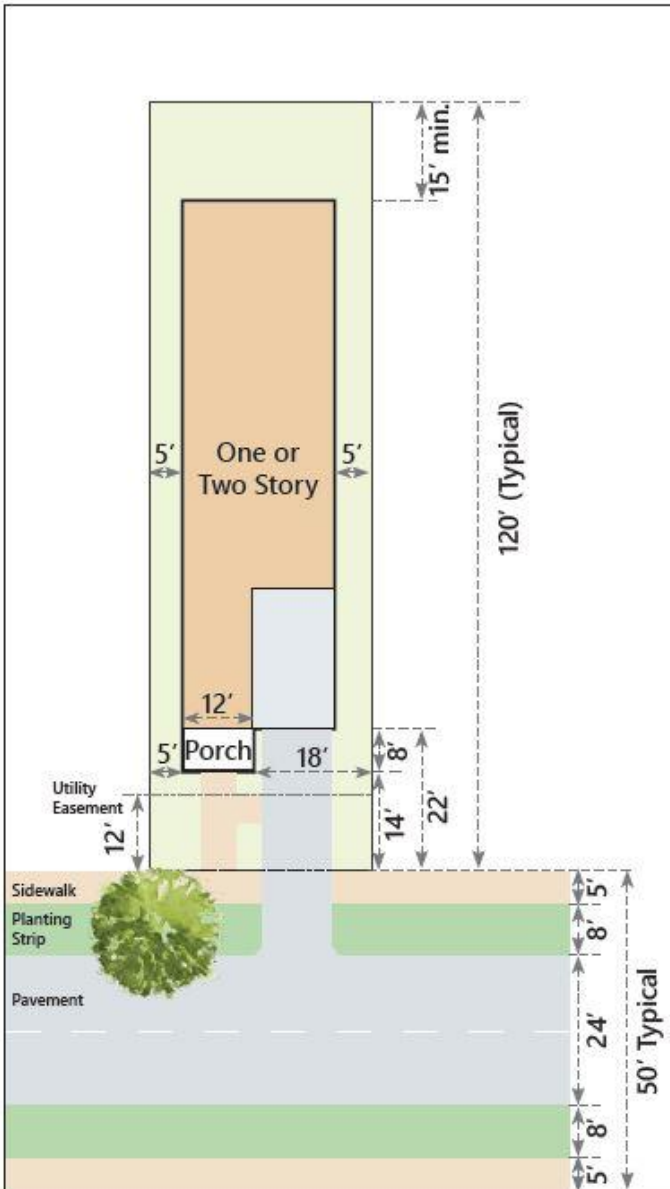 15' min.
120' (Typical)
5'
One or
Two Story
5'
12'
5'
Porch
18'
8'
Utility
Easement
12'
14'
22'
Sidewalk
5'
Planting
Strip
8'
Pavement
24'
50' Typical
8'
5'